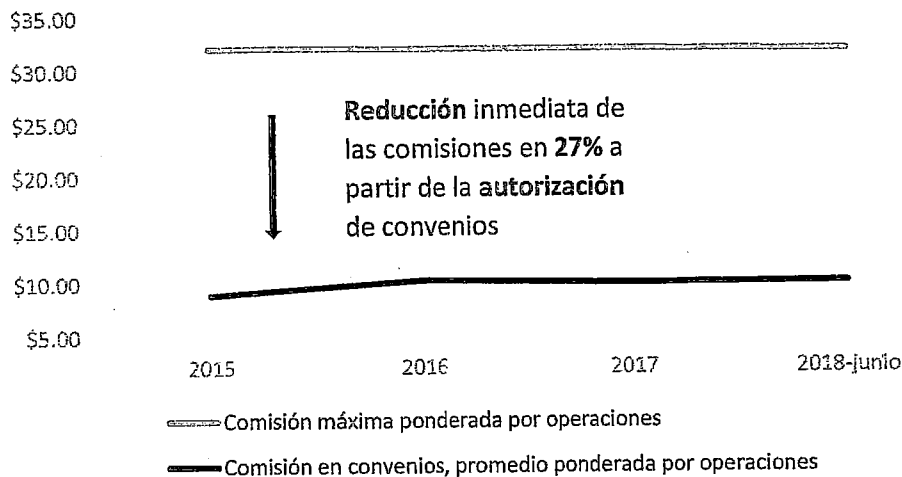 $35.00
$30.00
$25.00
$20.00
$15.00
$10.00
$5.00
Reducción inmediata de
las comisiones en 27% a
partir de la autorización
de convenios
2015
2016
2017
2018-junio
Comisión máxima ponderada por operaciones
Comisión en convenios, promedio ponderada por operaciones